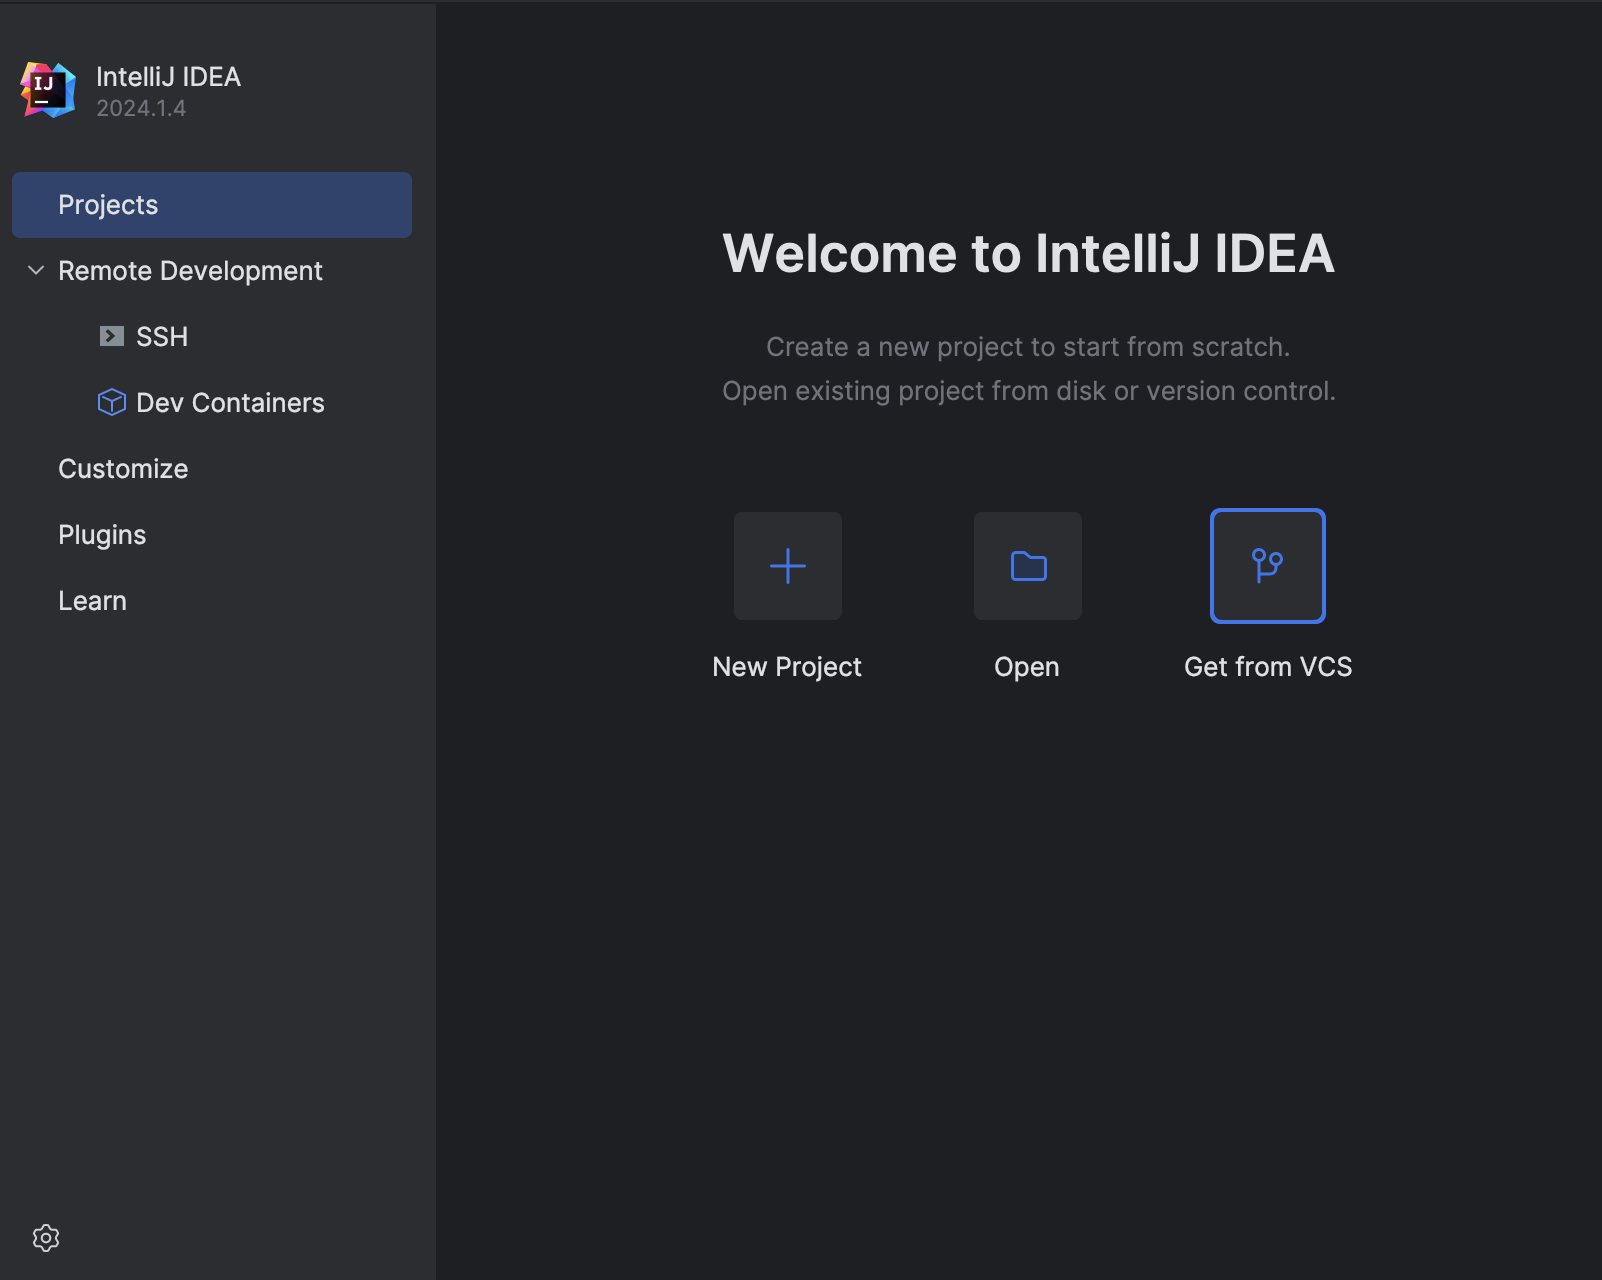 IJ
IntelliJ IDEA
2024.1.4
Projects
Remote Development
SSH
Dev Containers
Customize
Plugins
Learn
Welcome to IntelliJ IDEA
Create a new project to start from scratch.
Open existing project from disk or version control.
New Project
Open
Get from VCS